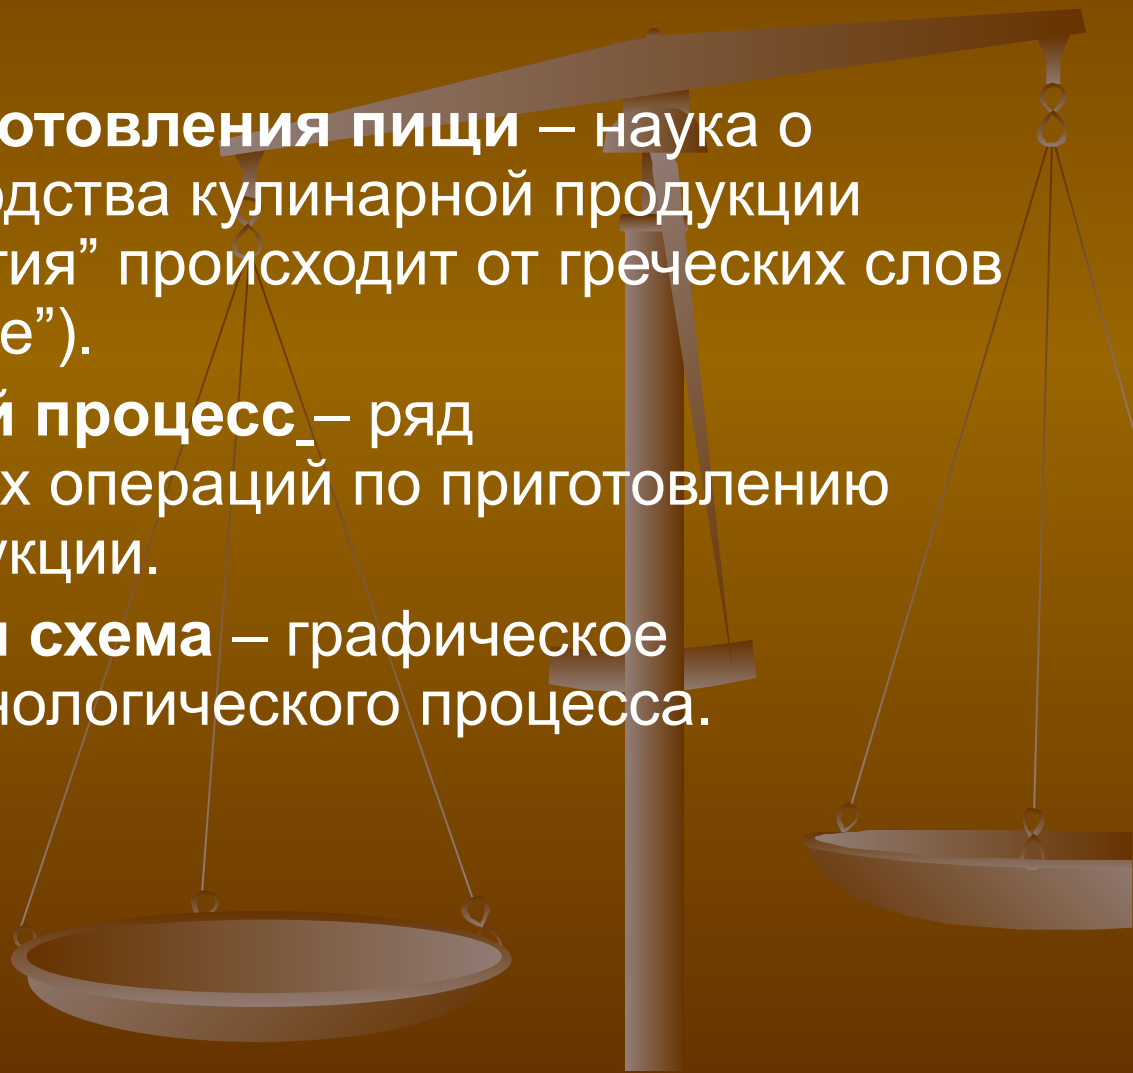 отовления пищи – наука о
одства кулинарной продукции
гия” происходит от греческих слов
е”).
й процесс – ряд
х операций по приготовлению
укции.
я схема – графическое
нологического процесса.